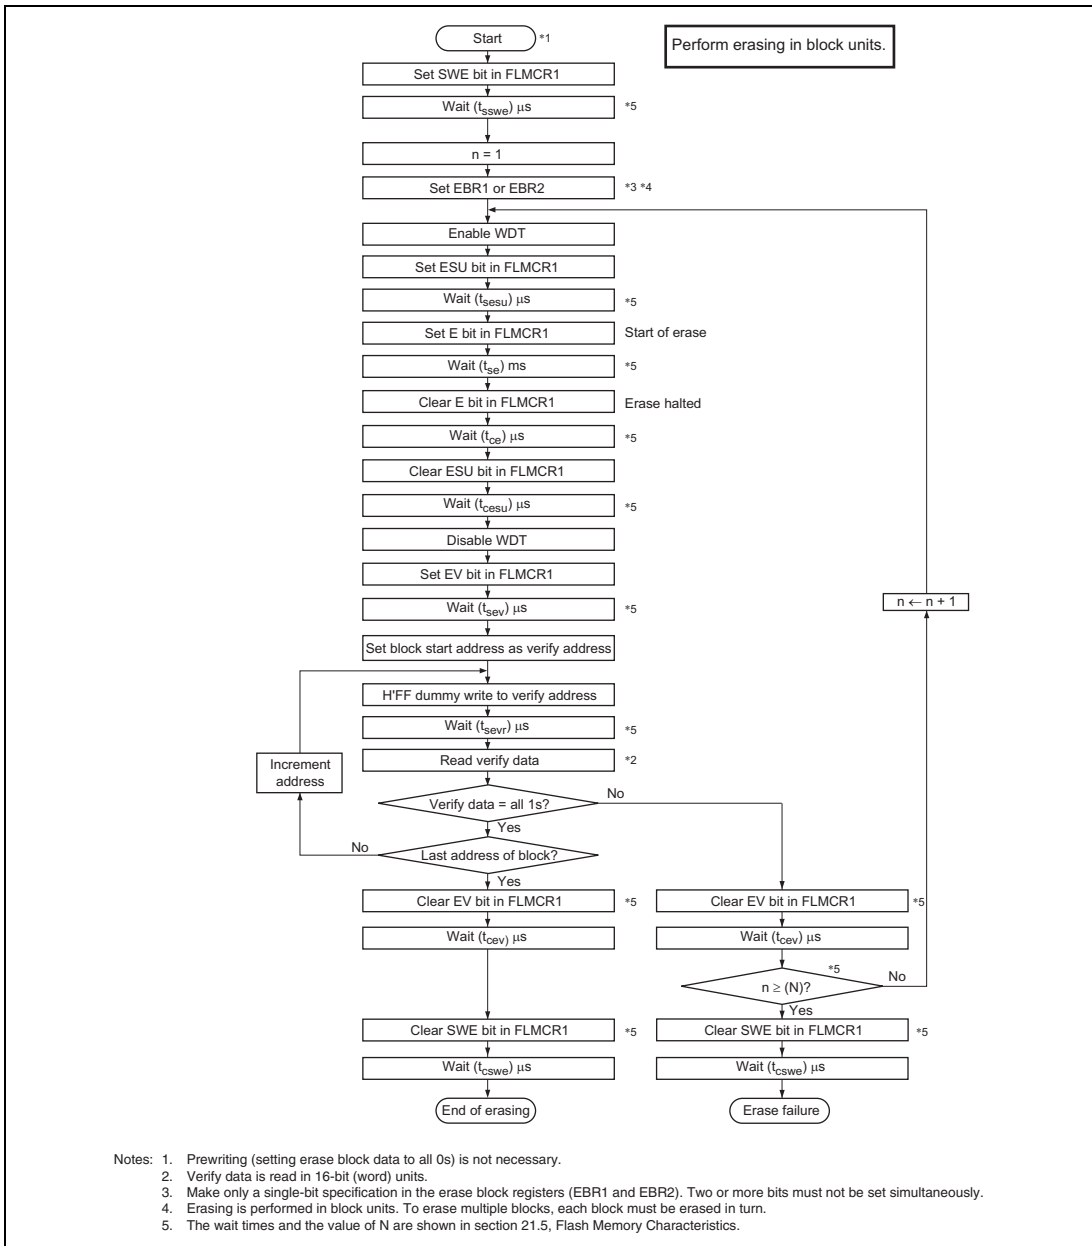 Start *1
Perform erasing in block units.
Set SWE bit in FLMCR1
Wait (tsswe) μs *5
n = 1
Set EBR1 or EBR2 *3 *4
Enable WDT
Set ESU bit in FLMCR1
Wait (tsesu) μs *5
Set E bit in FLMCR1 Start of erase
Wait (tse) ms *5
Clear E bit in FLMCR1 Erase halted
Wait (tce) μs *5
Clear ESU bit in FLMCR1
Wait (tcesu) μs *5
Disable WDT
Set EV bit in FLMCR1
Wait (tsev) μs *5
n ← n + 1
Set block start address as verify address
H'FF dummy write to verify address
Wait (tsevr) μs *5
Read verify data *2
Increment
address
Verify data = all 1s? No
Yes
No Last address of block?
Yes
Clear EV bit in FLMCR1 *5
Wait (tcev) μs
Clear EV bit in FLMCR1 *5
Wait (tcev) μs
*5
n ≥ (N)? No
Yes
Clear SWE bit in FLMCR1 *5
Wait (tcswe) μs
End of erasing
Clear SWE bit in FLMCR1 *5
Wait (tcswe) μs
Erase failure
Notes: 1. Prewriting (setting erase block data to all 0s) is not necessary.
2. Verify data is read in 16-bit (word) units.
3. Make only a single-bit specification in the erase block registers (EBR1 and EBR2). Two or more bits must not be set simultaneously.
4. Erasing is performed in block units. To erase multiple blocks, each block must be erased in turn.
5. The wait times and the value of N are shown in section 21.5, Flash Memory Characteristics.